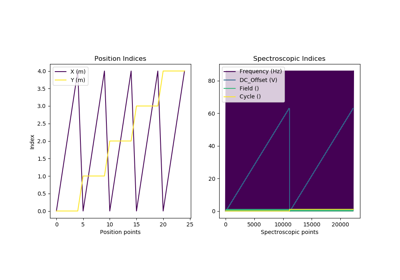 Position Indices
X (m)
Y (m)
4.0
3.5
3.0
2.5
2.0
1.5
1.0
0.5
0.0
Index
0
5
10
15
20
25
Position points
Spectroscopic Indices
Frequency (Hz)
DC_Offset (V)
Field ()
Cycle ()
80
60
40
20
0
0
5000
10000
15000
20000
Spectroscopic points